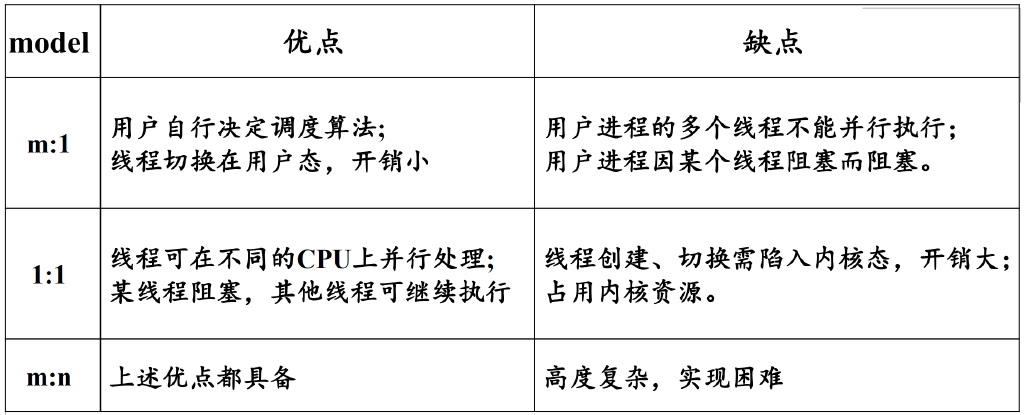 model 优点 缺点
m:1 用户自行决定调度算法; 用户进程的多个线程不能并行执行;
线程切换在用户态，开销小 用户进程因某个线程阻塞而阻塞。
1:1 线程可在不同的CPU上并行处理; 线程创建、切换需陷入内核态，开销大;
某线程阻塞，其他线程可继续执行 占用内核资源。
m:n 上述优点都具备 高度复杂，实现困难